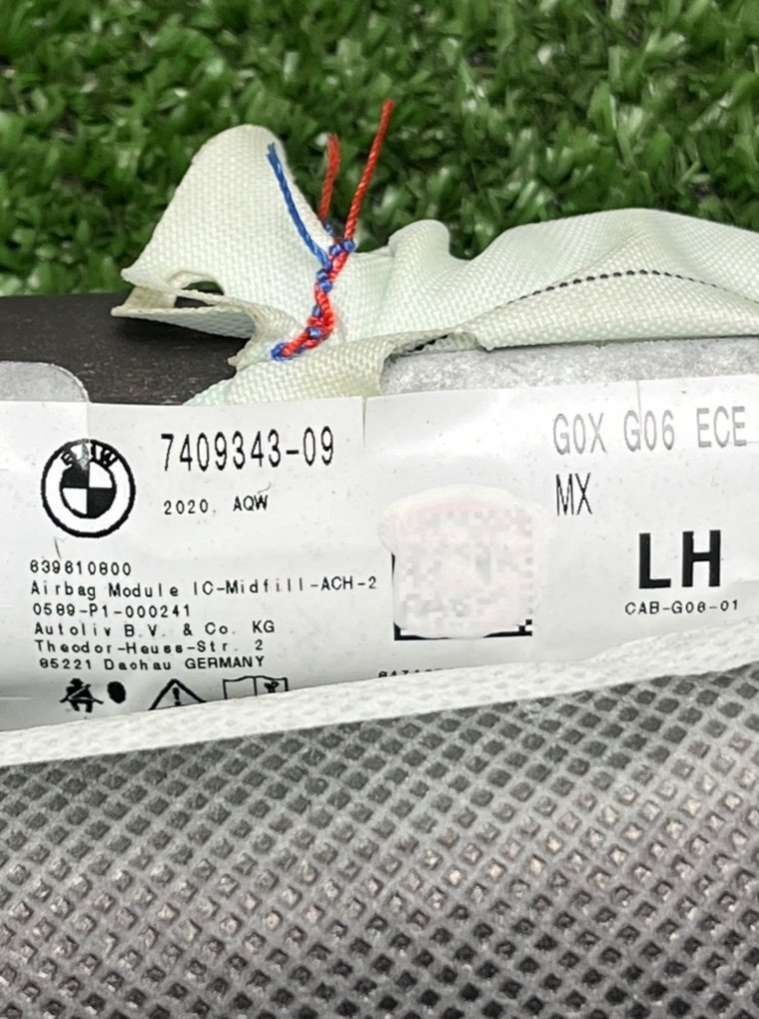 BMW
7409343-09
2020. AQW
639610800
Airbag Module IC-Midfill-ACH-2
0589-P1-000241
Autoliv B.V. & Co. KG
Theodor-Heuss-Str. 2
85221 Dachau GERMANY
G0X G06 ECE
MX
LH
CAB-G06-01